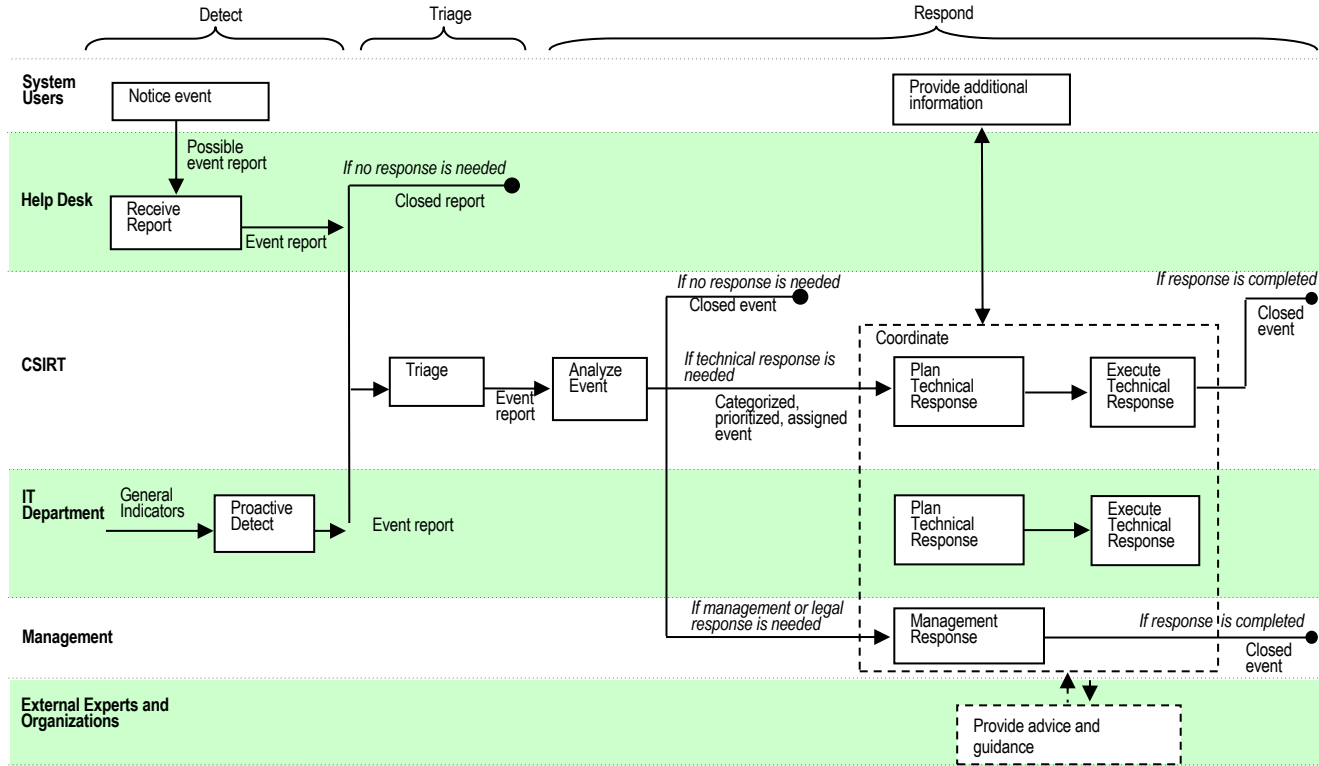 Detect
Triage
Respond
System
Users
Notice event
Provide additional
information
Possible
event report
Help Desk
If no response is needed
Closed report
Receive
Report
Event report
CSIRT
If no response is needed
Closed event
If response is completed
Closed
event
Coordinate
Triage
Event
report
Analyze
Event
If technical response is
needed
Categorized,
prioritized, assigned
event
Plan
Technical
Response
Execute
Technical
Response
IT
Department
General
Indicators
Proactive
Detect
Event report
Plan
Technical
Response
Execute
Technical
Response
Management
If management or legal
response is needed
Management
Response
If response is completed
Closed
event
External Experts and
Organizations
Provide advice and
guidance